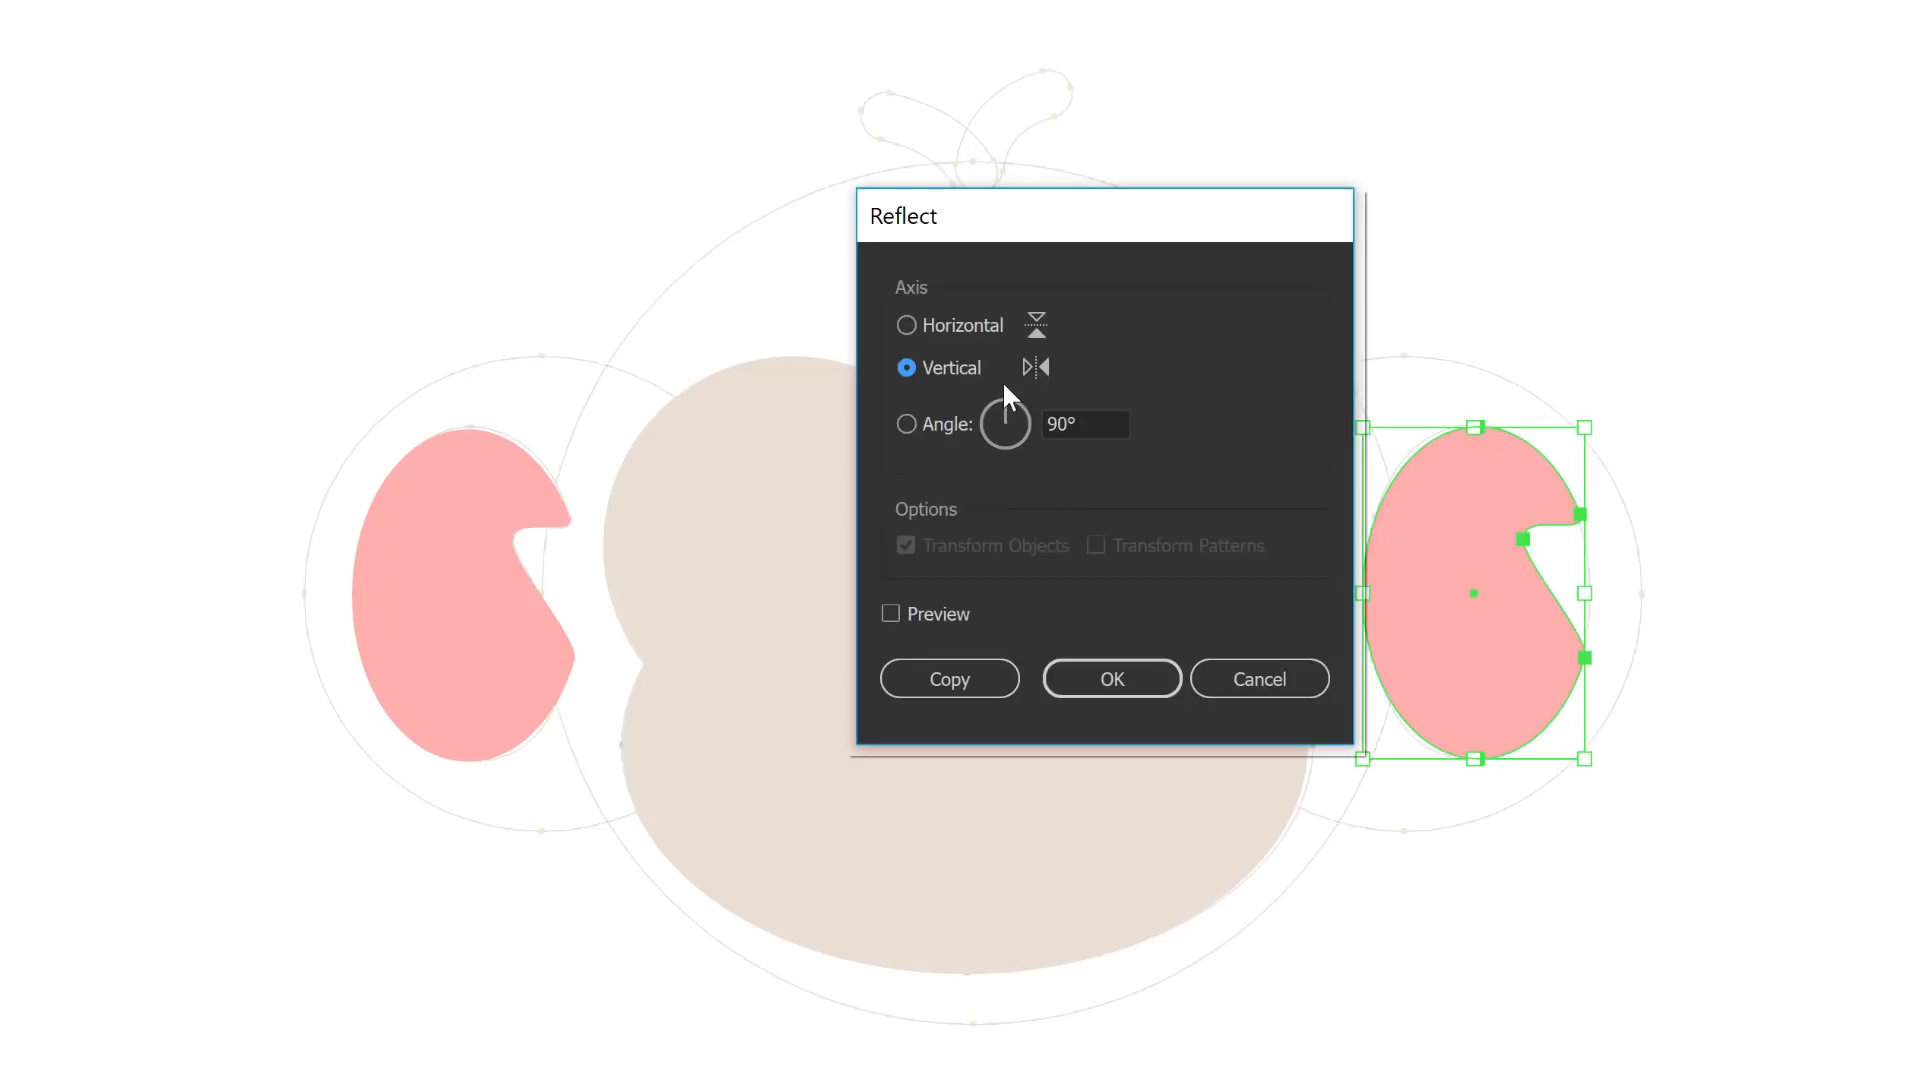 Reflect
Axis
Horizontal
Vertical
Angle: 90°
Options
Transform Objects Transform Patterns
Preview
Copy OK Cancel